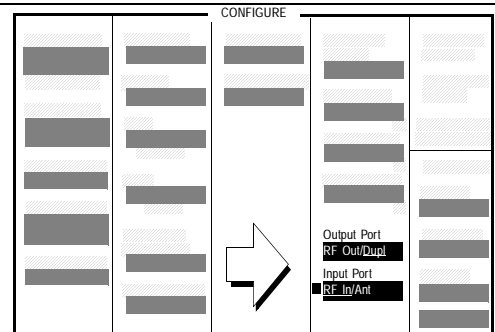 CONFIGURE
Output Port
RF Out/Dupl
Input Port
RF In/Ant